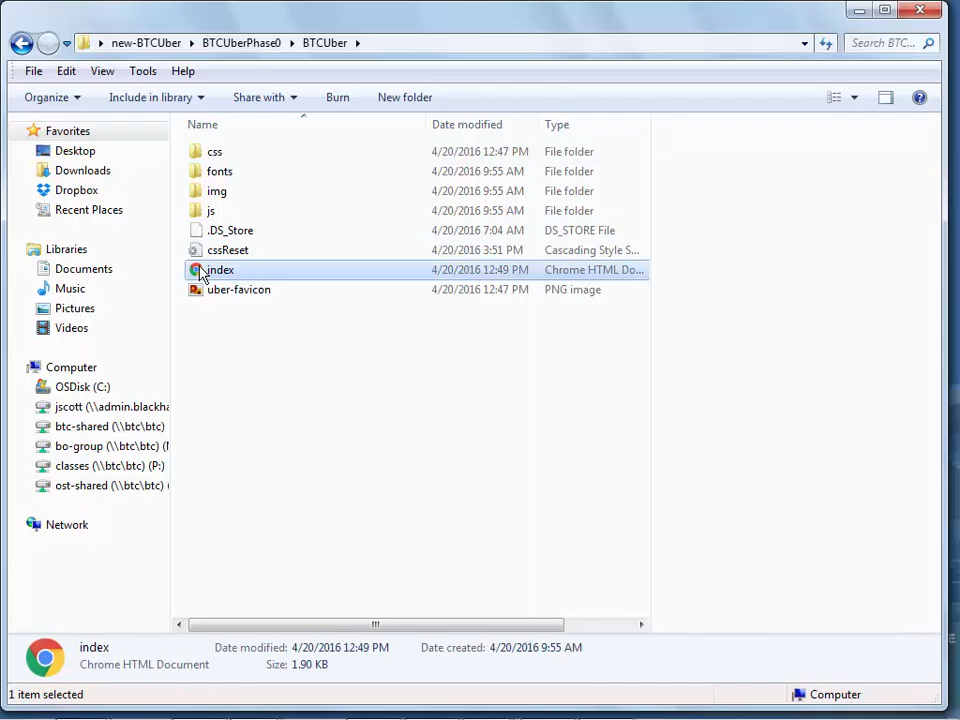 new-BTCUber BTCUberPhase0 BTCUber Search BTC...
File Edit View Tools Help
Organize Include in library Share with Burn New folder
Favorites
Desktop
Downloads
Dropbox
Recent Places
Libraries
Documents
Music
Pictures
Videos
Computer
OSDisk (C:)
jscott (\\admin.blackha
btc-shared (\\btc\btc)
bo-group (\\btc\btc) (M
classes (\\btc\btc) (P:)
ost-shared (\\btc\btc)
Network
Name Date modified Type
css 4/20/2016 12:47 PM File folder
fonts 4/20/2016 9:55 AM File folder
img 4/20/2016 9:55 AM File folder
js 4/20/2016 9:55 AM File folder
.DS_Store 4/20/2016 7:04 AM DS_STORE File
cssReset 4/20/2016 3:51 PM Cascading Style S...
index 4/20/2016 12:49 PM Chrome HTML Do...
uber-favicon 4/20/2016 12:47 PM PNG image
index Date modified: 4/20/2016 12:49 PM Date created: 4/20/2016 9:55 AM
Chrome HTML Document Size: 1.90 KB
1 item selected Computer